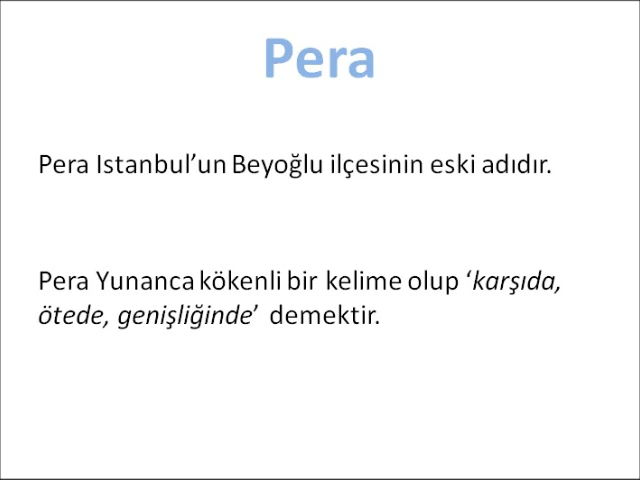 Pera
Pera Istanbul’un Beyoğlu ilçesinin eski adıdır.
Pera Yunanca kökenli bir kelime olup ‘karşıda,
ötede, genişliğinde’ demektir.